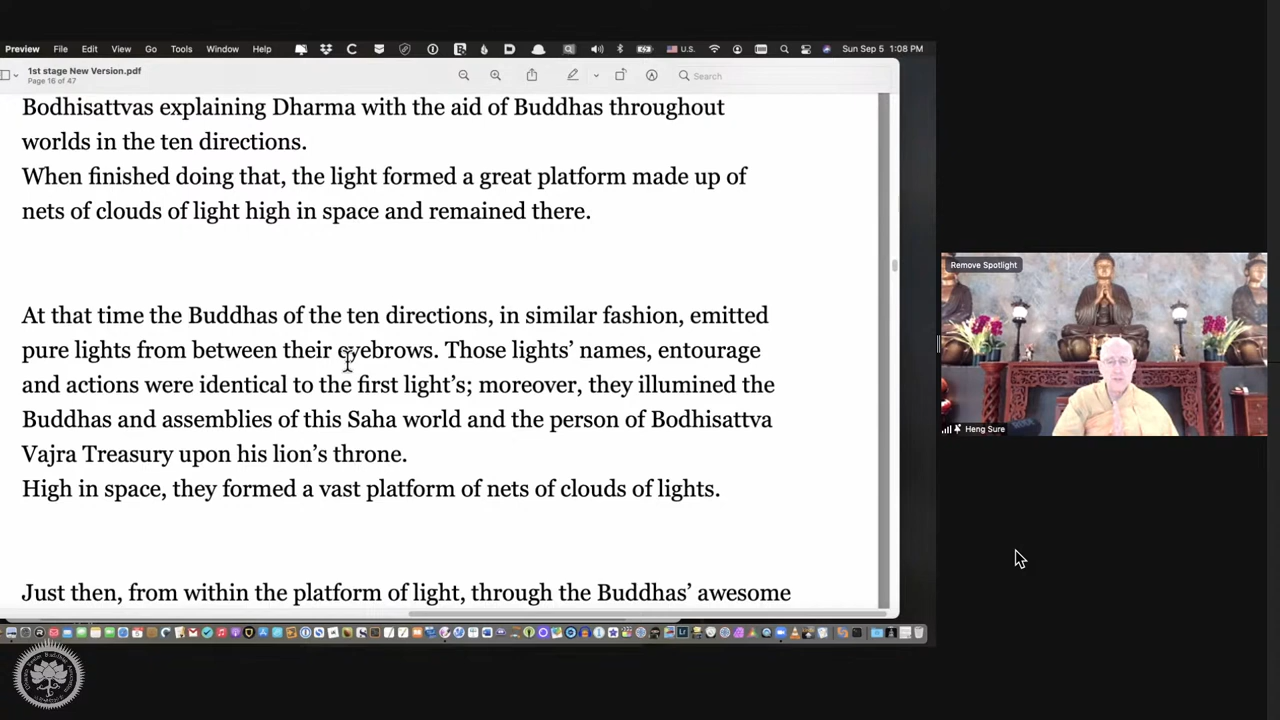 Preview File Edit View Go Tools Window Help U.S. Sun Sep 5 1:08 PM
1st stage New Version.pdf
Page 16 of 47
Search
Bodhisattvas explaining Dharma with the aid of Buddhas throughout
worlds in the ten directions.
When finished doing that, the light formed a great platform made up of
nets of clouds of light high in space and remained there.
At that time the Buddhas of the ten directions, in similar fashion, emitted
pure lights from between their eyebrows. Those lights’ names, entourage
and actions were identical to the first light’s; moreover, they illumined the
Buddhas and assemblies of this Saha world and the person of Bodhisattva
Vajra Treasury upon his lion’s throne.
High in space, they formed a vast platform of nets of clouds of lights.
Just then, from within the platform of light, through the Buddhas’ awesome
Remove Spotlight
Heng Sure